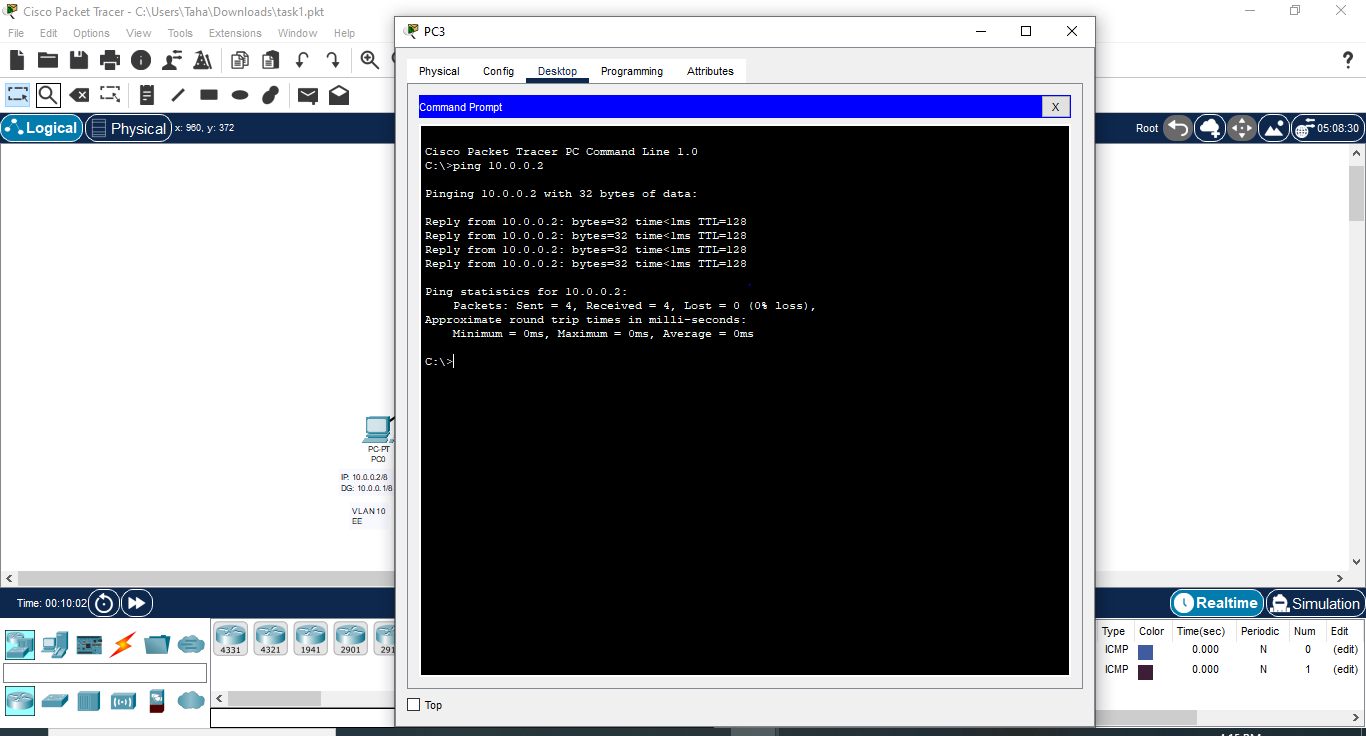 Cisco Packet Tracer - C:\Users\Taha\Downloads\task1.pkt
File Edit Options View Tools Extensions Window Help
PC3
Physical Config Desktop Programming Attributes
Command Prompt
X
Logical
Physical
x: 960, y: 372
Root
05:08:30
Cisco Packet Tracer PC Command Line 1.0
C:\>ping 10.0.0.2
Pinging 10.0.0.2 with 32 bytes of data:
Reply from 10.0.0.2: bytes=32 time<1ms TTL=128
Reply from 10.0.0.2: bytes=32 time<1ms TTL=128
Reply from 10.0.0.2: bytes=32 time<1ms TTL=128
Reply from 10.0.0.2: bytes=32 time<1ms TTL=128
Ping statistics for 10.0.0.2:
Packets: Sent = 4, Received = 4, Lost = 0 (0% loss),
Approximate round trip times in milli-seconds:
Minimum = 0ms, Maximum = 0ms, Average = 0ms
C:\>
PC-PT
PC0
IP: 10.0.0.2/8
DG: 10.0.0.1/8
VLAN 10
EE
Time: 00:10:02
Realtime
Simulation
4331 4321 1941 2901 291
Type Color Time(sec) Periodic Num Edit
ICMP 0.000 N 0 (edit)
ICMP 0.000 N 1 (edit)
Top